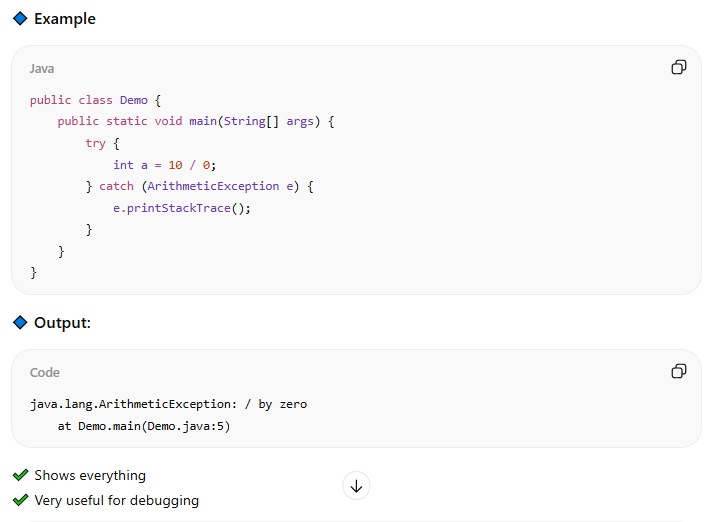 Example
Java
public class Demo {
    public static void main(String[] args) {
        try {
            int a = 10 / 0;
        } catch (ArithmeticException e) {
            e.printStackTrace();
        }
    }
}
Output:
Code
java.lang.ArithmeticException: / by zero
    at Demo.main(Demo.java:5)
Shows everything
Very useful for debugging